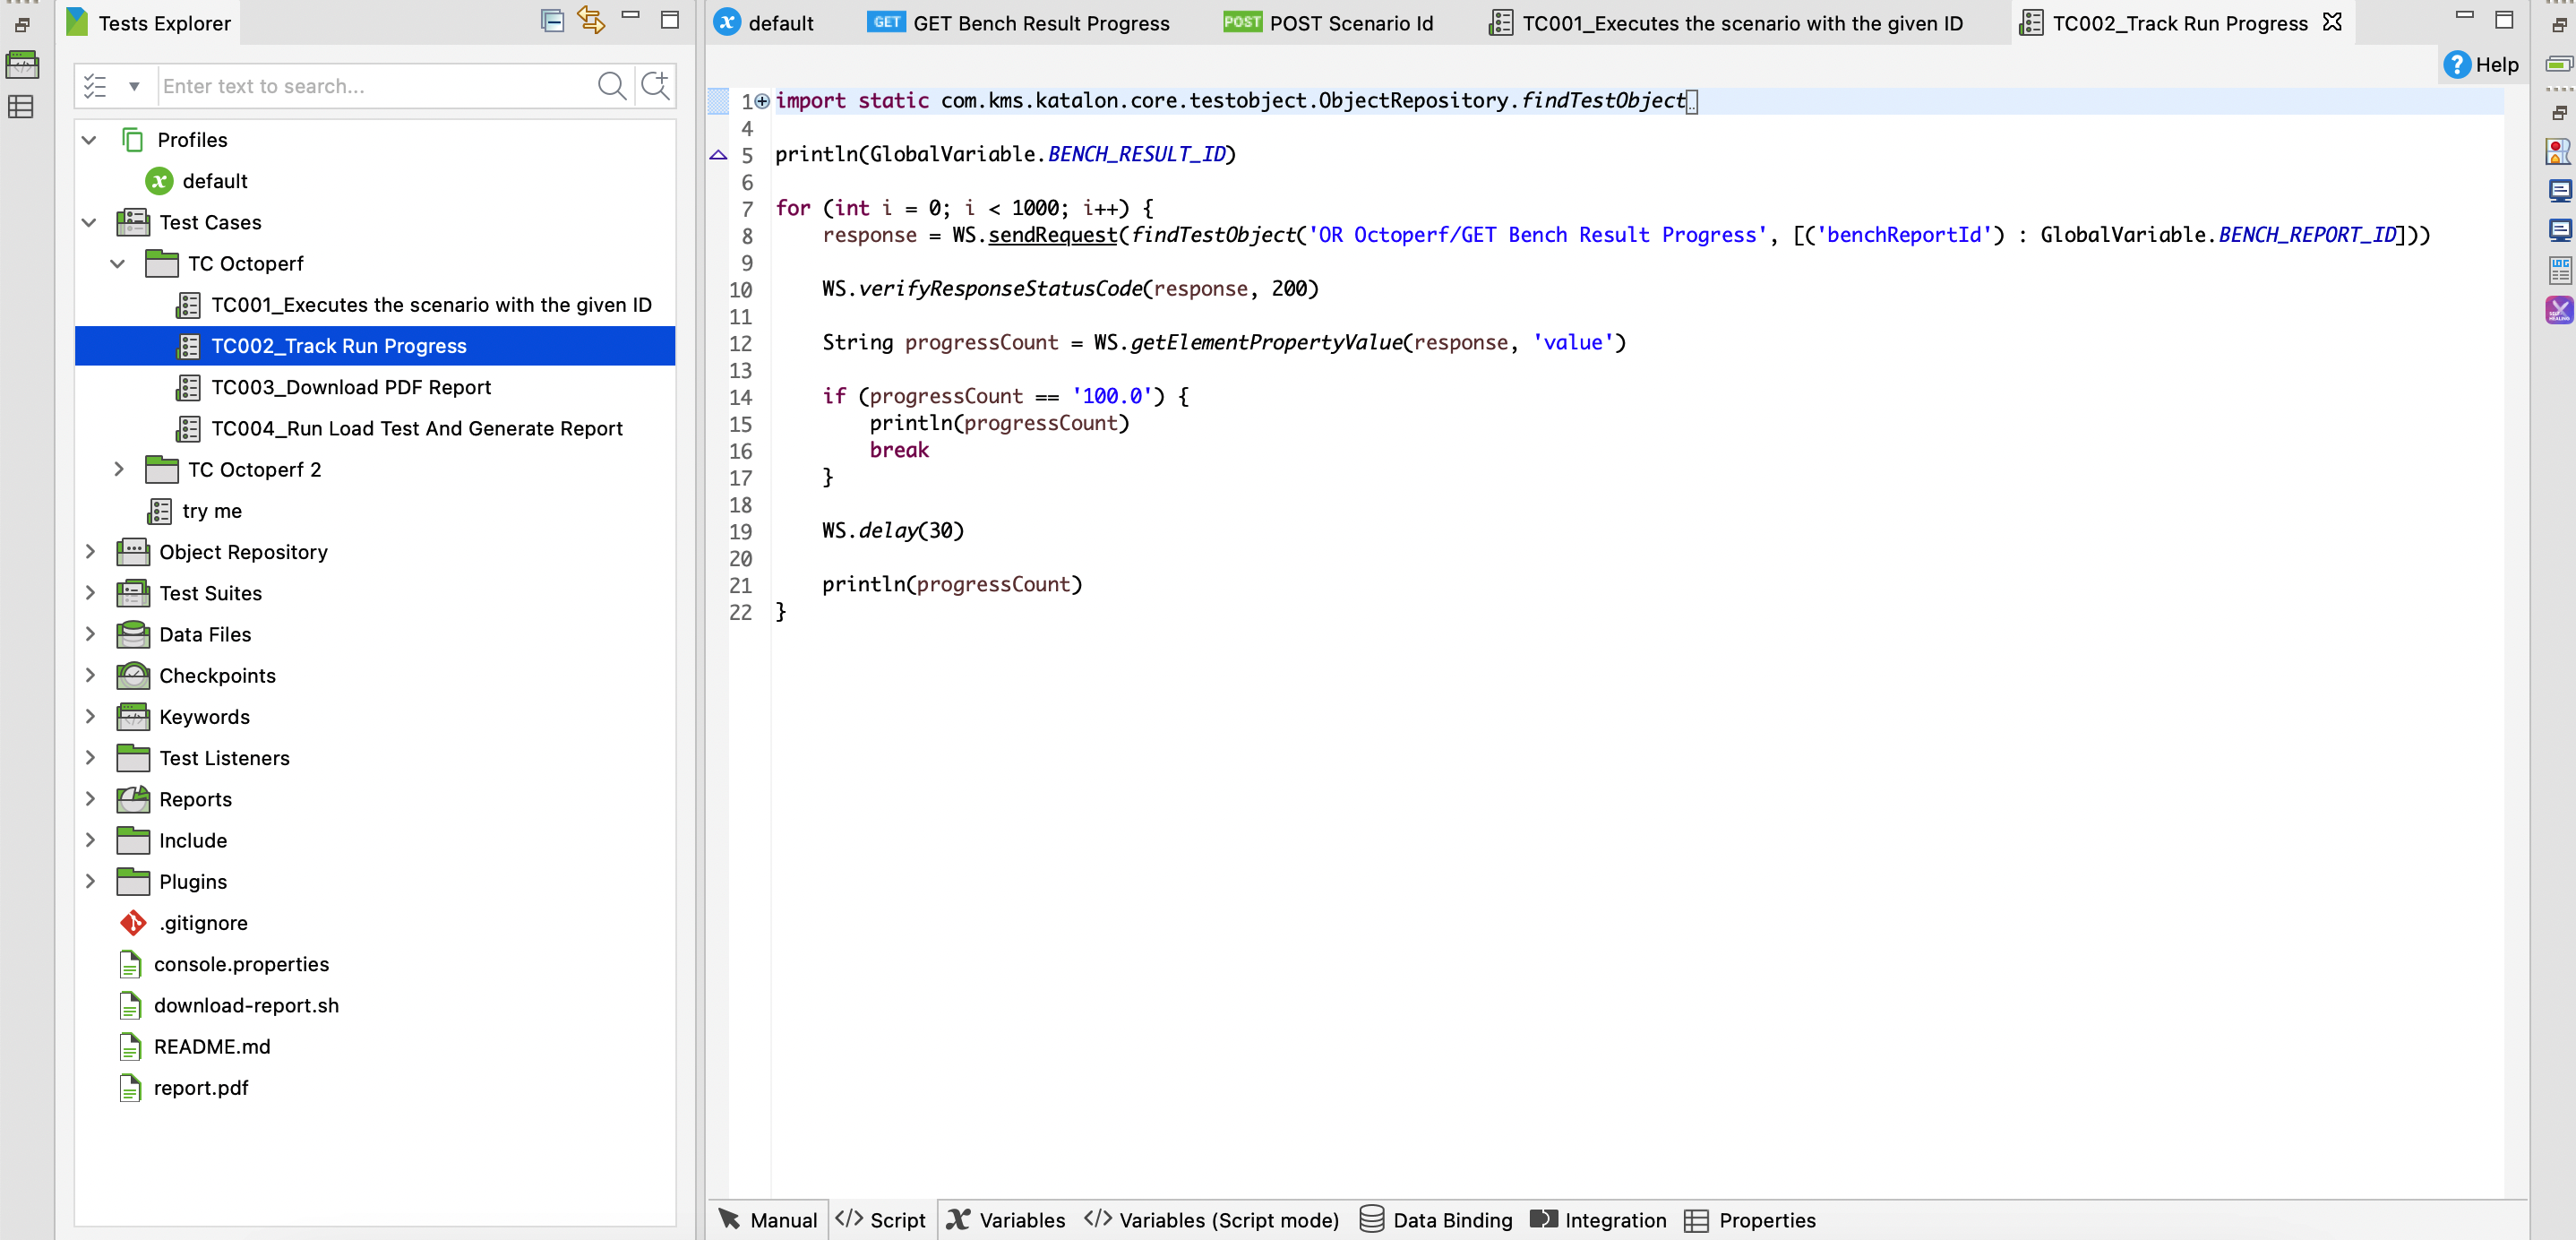 Tests Explorer
Enter text to search...
Profiles
default
Test Cases
TC Octoperf
TC001_Executes the scenario with the given ID
TC002_Track Run Progress
TC003_Download PDF Report
TC004_Run Load Test And Generate Report
TC Octoperf 2
try me
Object Repository
Test Suites
Data Files
Checkpoints
Keywords
Test Listeners
Reports
Include
Plugins
.gitignore
console.properties
download-report.sh
README.md
report.pdf
default GET GET Bench Result Progress POST POST Scenario Id TC001_Executes the scenario with the given ID TC002_Track Run Progress
Help
1 import static com.kms.katalon.core.testobject.ObjectRepository.findTestObject..
4
5 println(GlobalVariable.BENCH_RESULT_ID)
6
7 for (int i = 0; i < 1000; i++) {
8 response = WS.sendRequest(findTestObject('OR Octoperf/GET Bench Result Progress', [('benchReportId') : GlobalVariable.BENCH_REPORT_ID]))
9
10 WS.verifyResponseStatusCode(response, 200)
11
12 String progressCount = WS.getElementPropertyValue(response, 'value')
13
14 if (progressCount == '100.0') {
15 println(progressCount)
16 break
17 }
18
19 WS.delay(30)
20
21 println(progressCount)
22 }
Manual Script Variables Variables (Script mode) Data Binding Integration Properties